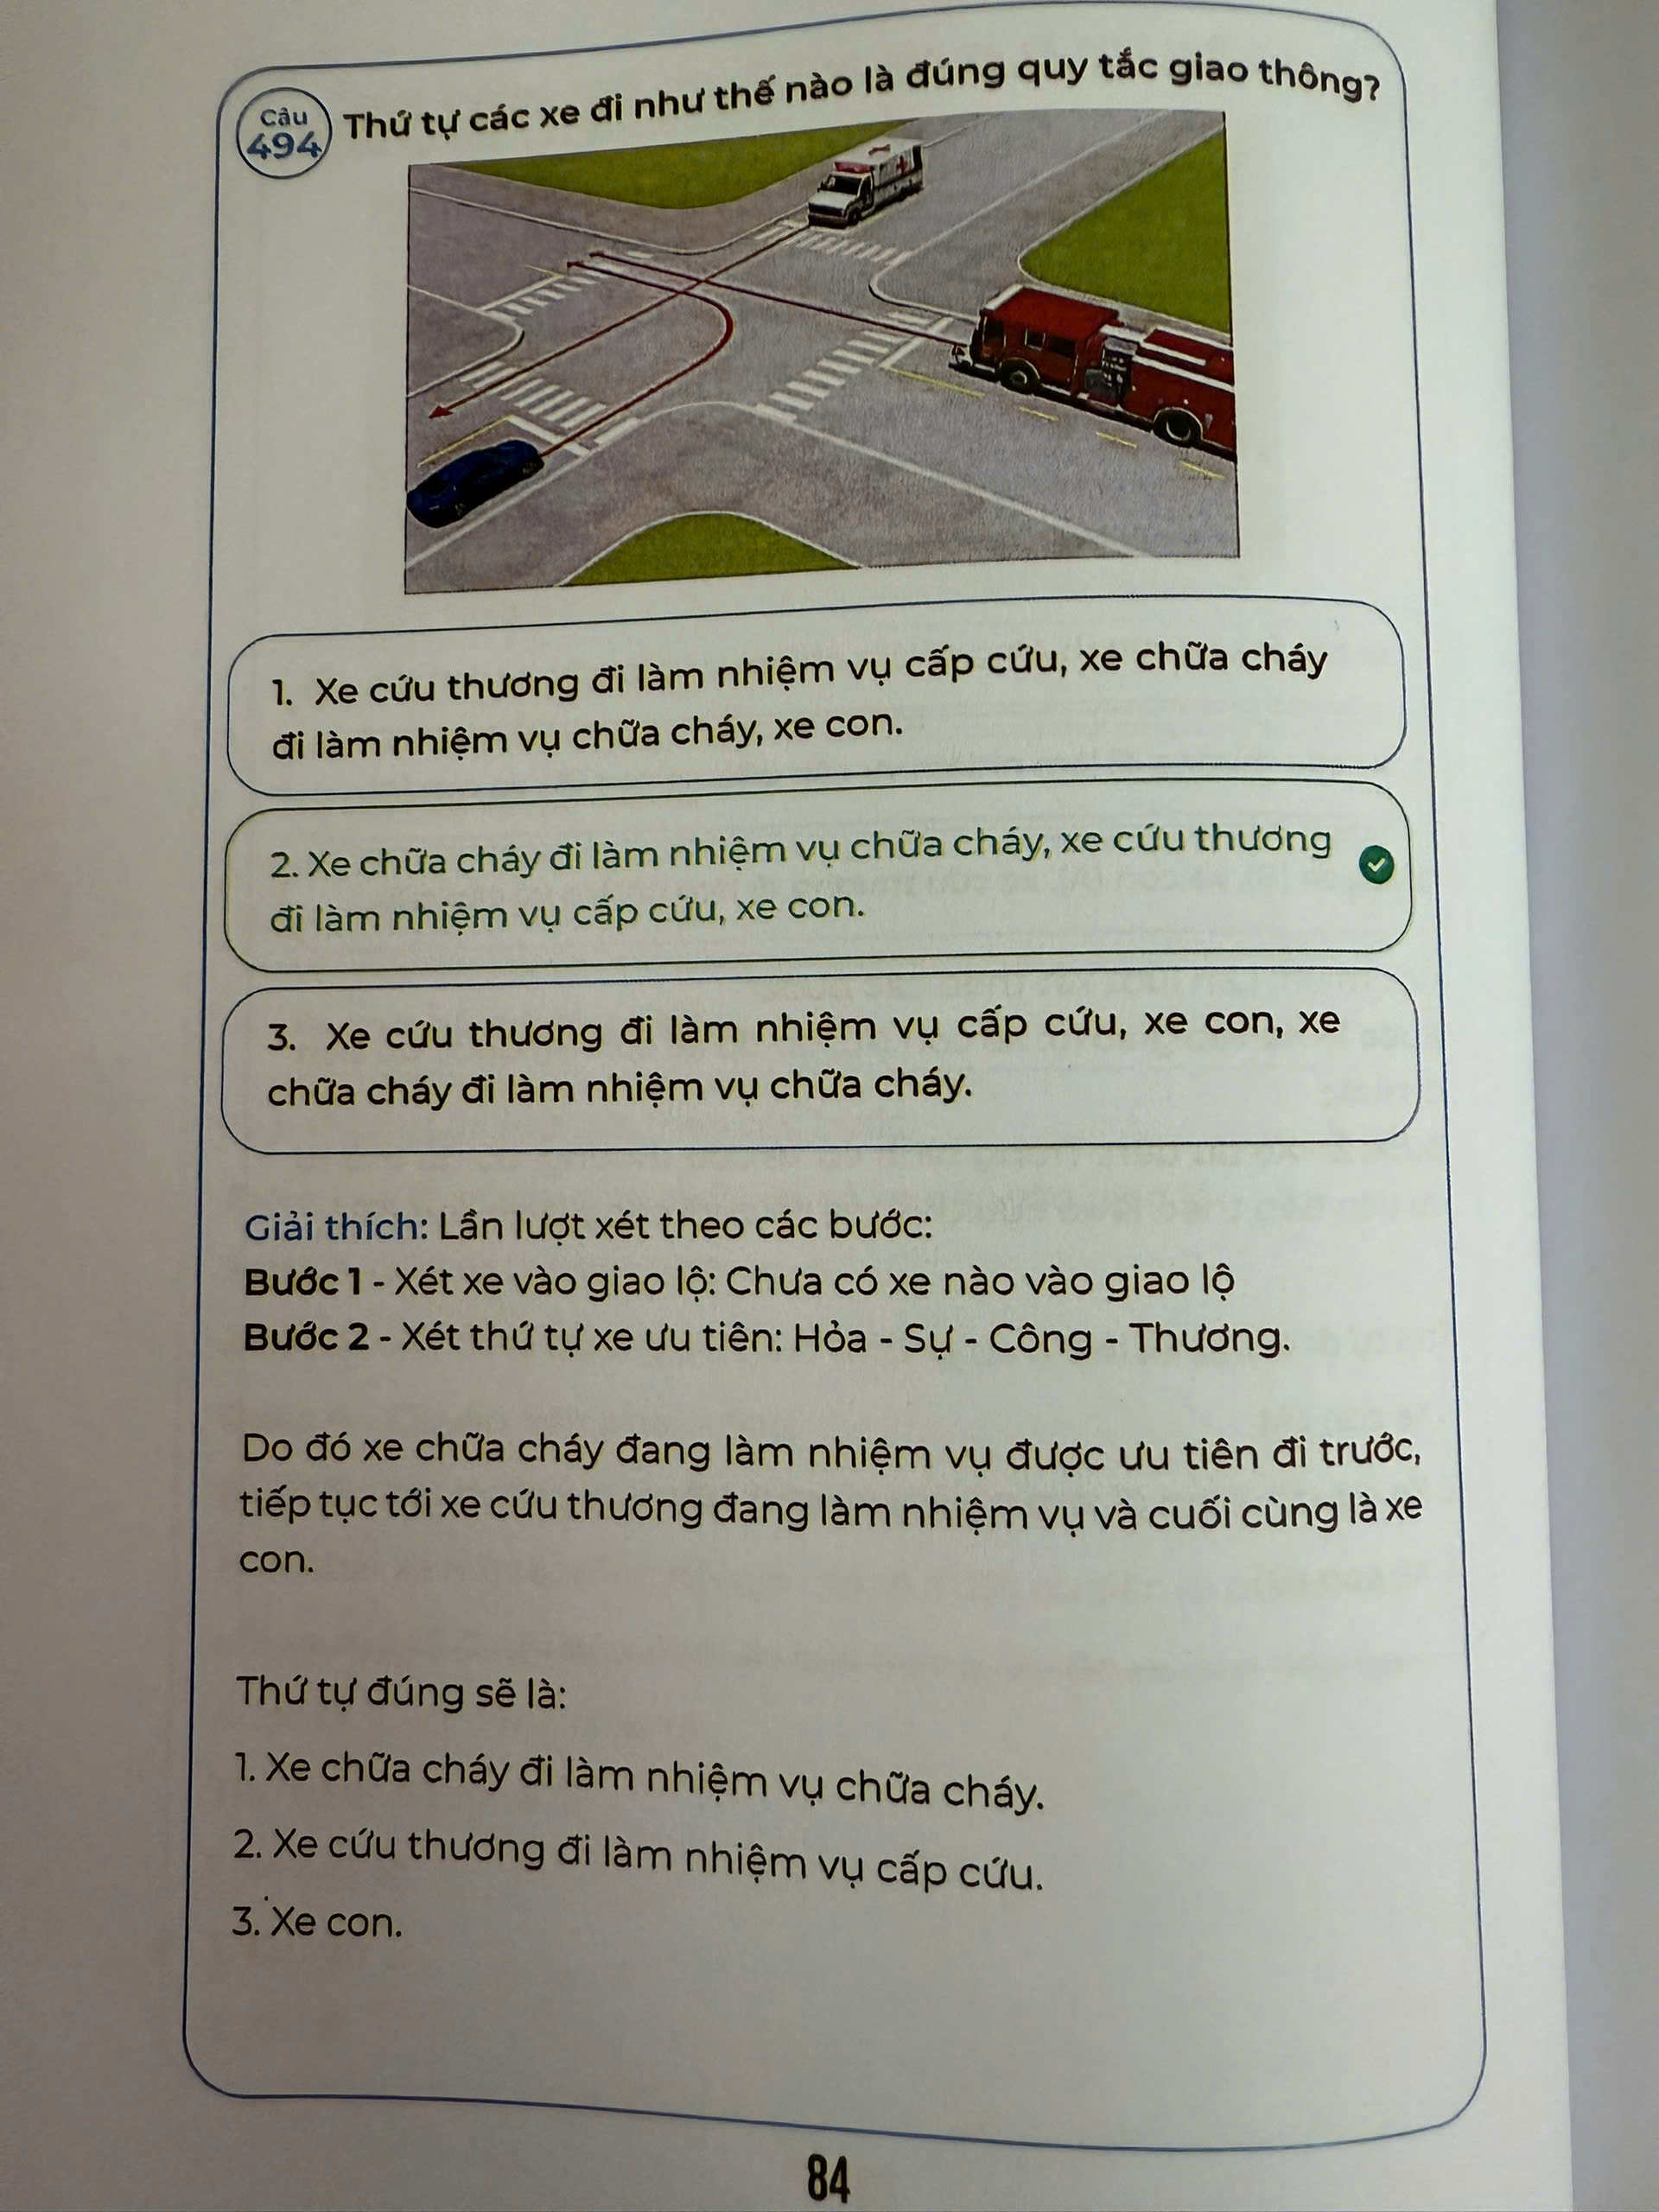 Câu
494
Thứ tự các xe đi như thế nào là đúng quy tắc giao thông?
1. Xe cứu thương đi làm nhiệm vụ cấp cứu, xe chữa cháy
đi làm nhiệm vụ chữa cháy, xe con.
2. Xe chữa cháy đi làm nhiệm vụ chữa cháy, xe cứu thương
đi làm nhiệm vụ cấp cứu, xe con.
3. Xe cứu thương đi làm nhiệm vụ cấp cứu, xe con, xe
chữa cháy đi làm nhiệm vụ chữa cháy.
Giải thích: Lần lượt xét theo các bước:
Bước 1 - Xét xe vào giao lộ: Chưa có xe nào vào giao lộ
Bước 2 - Xét thứ tự xe ưu tiên: Hỏa - Sự - Công - Thương.
Do đó xe chữa cháy đang làm nhiệm vụ được ưu tiên đi trước,
tiếp tục tới xe cứu thương đang làm nhiệm vụ và cuối cùng là xe
con.
Thứ tự đúng sẽ là:
1. Xe chữa cháy đi làm nhiệm vụ chữa cháy.
2. Xe cứu thương đi làm nhiệm vụ cấp cứu.
3. Xe con.
84